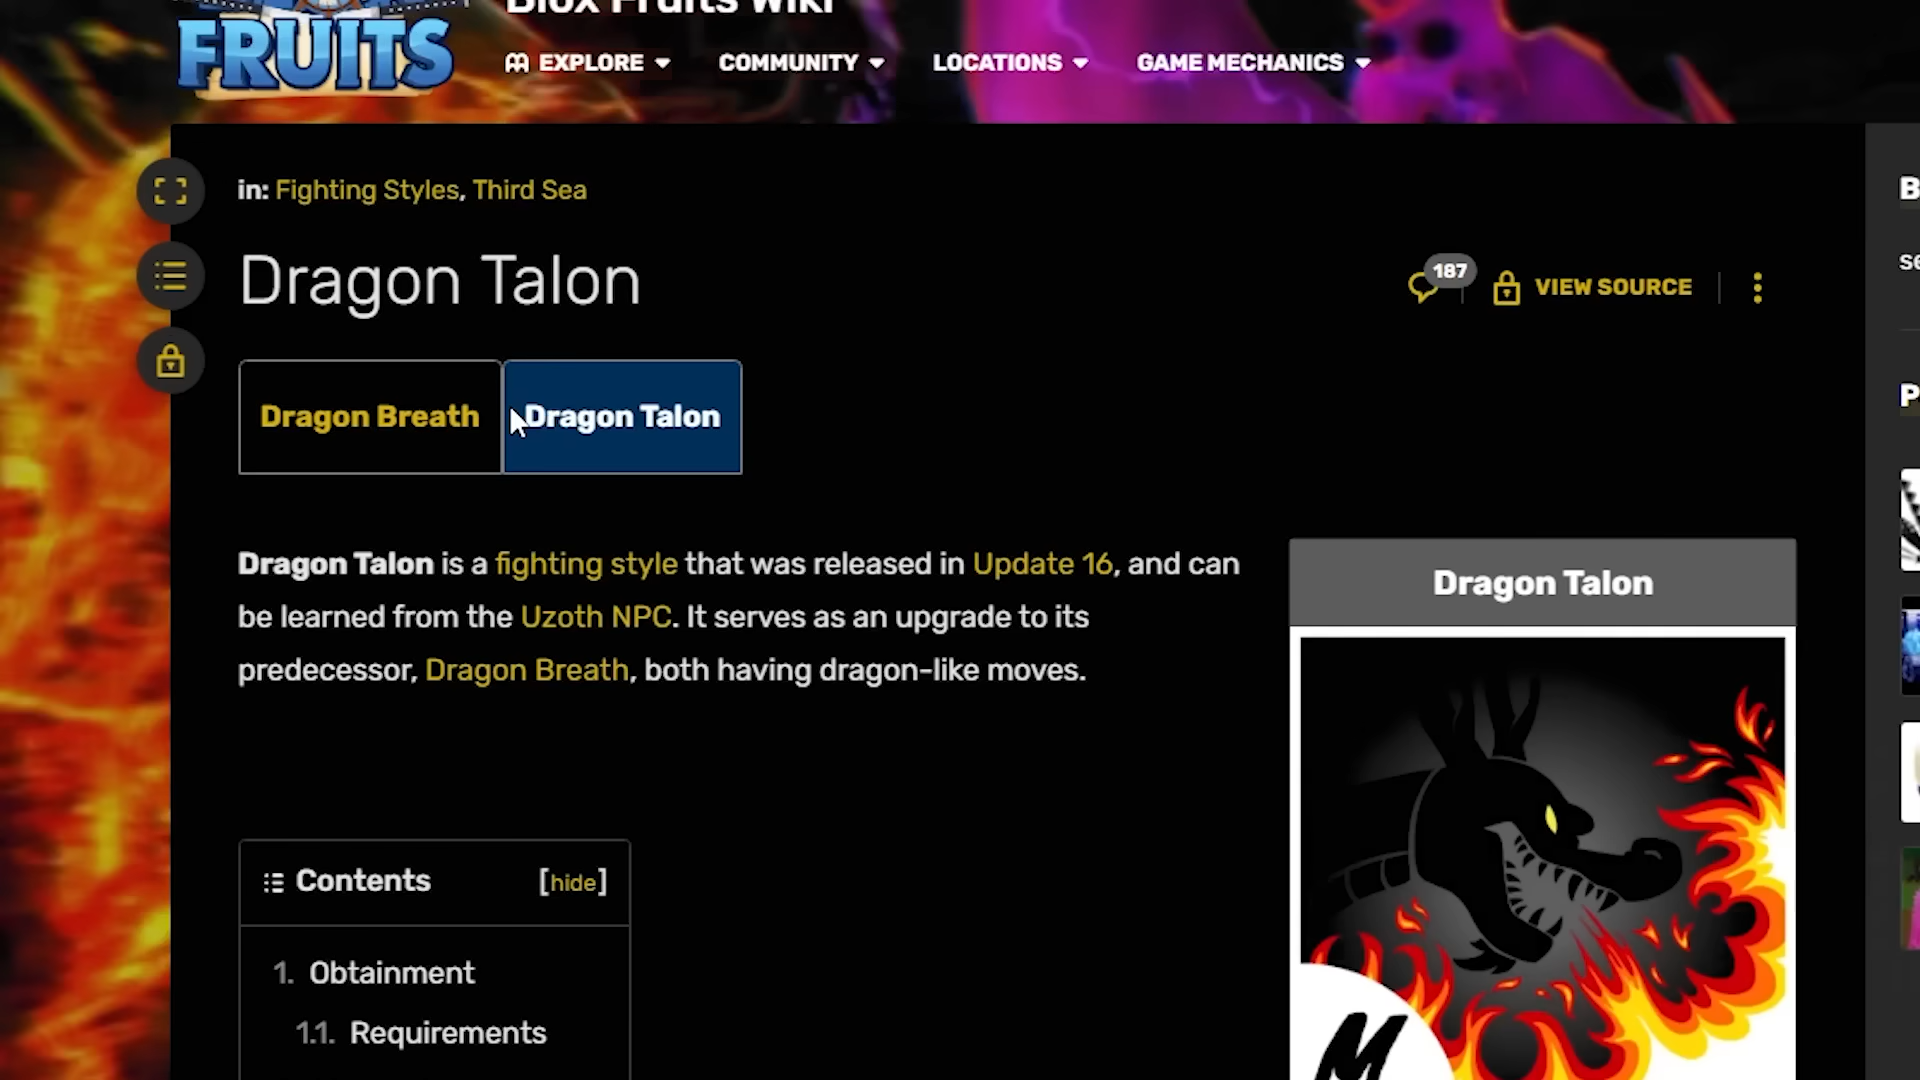 Blox Fruits Wiki
FRUITS
EXPLORE COMMUNITY LOCATIONS GAME MECHANICS
in: Fighting Styles, Third Sea
Dragon Talon
187 VIEW SOURCE
Dragon Breath Dragon Talon
Dragon Talon is a fighting style that was released in Update 16, and can
be learned from the Uzoth NPC. It serves as an upgrade to its
predecessor, Dragon Breath, both having dragon-like moves.
Dragon Talon
M
Contents [hide]
1. Obtainment
1.1. Requirements